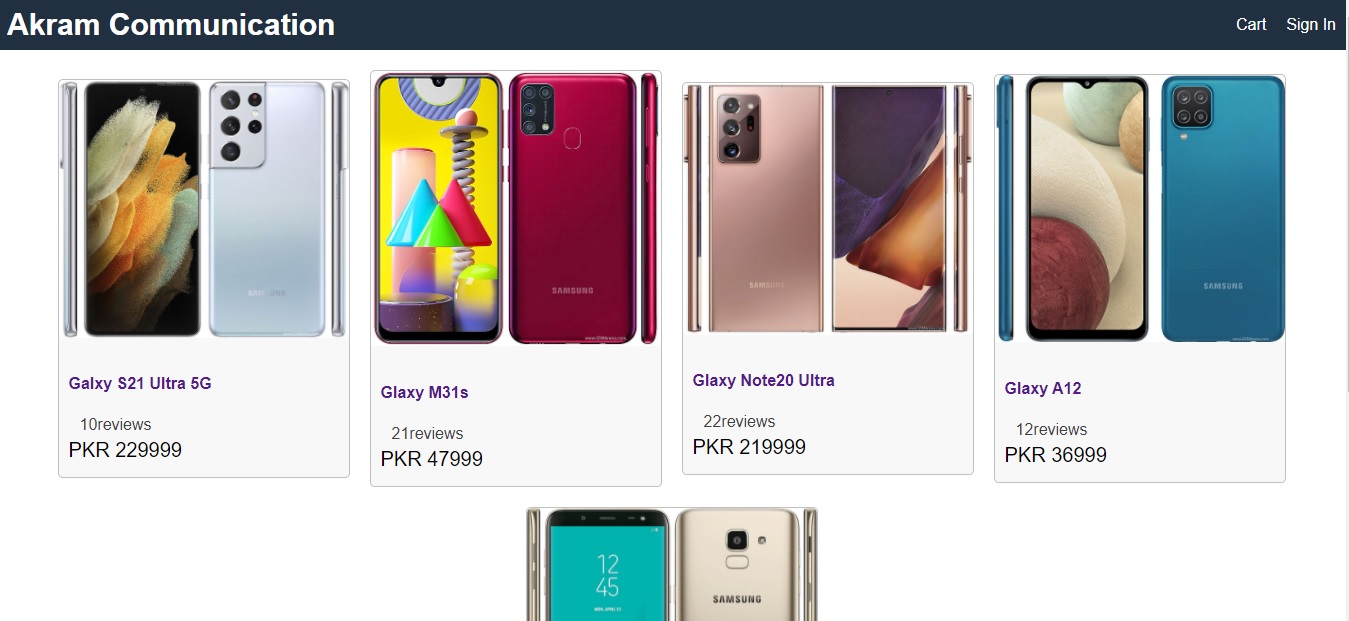 Akram Communication
Cart
Sign In
SAMSUNG
SAMSUNG
SAMSUNG
SAMSUNG
Galxy S21 Ultra 5G
10reviews
PKR 229999
Glaxy M31s
21reviews
PKR 47999
Glaxy Note20 Ultra
22reviews
PKR 219999
Glaxy A12
12reviews
PKR 36999
12
45
SAMSUNG